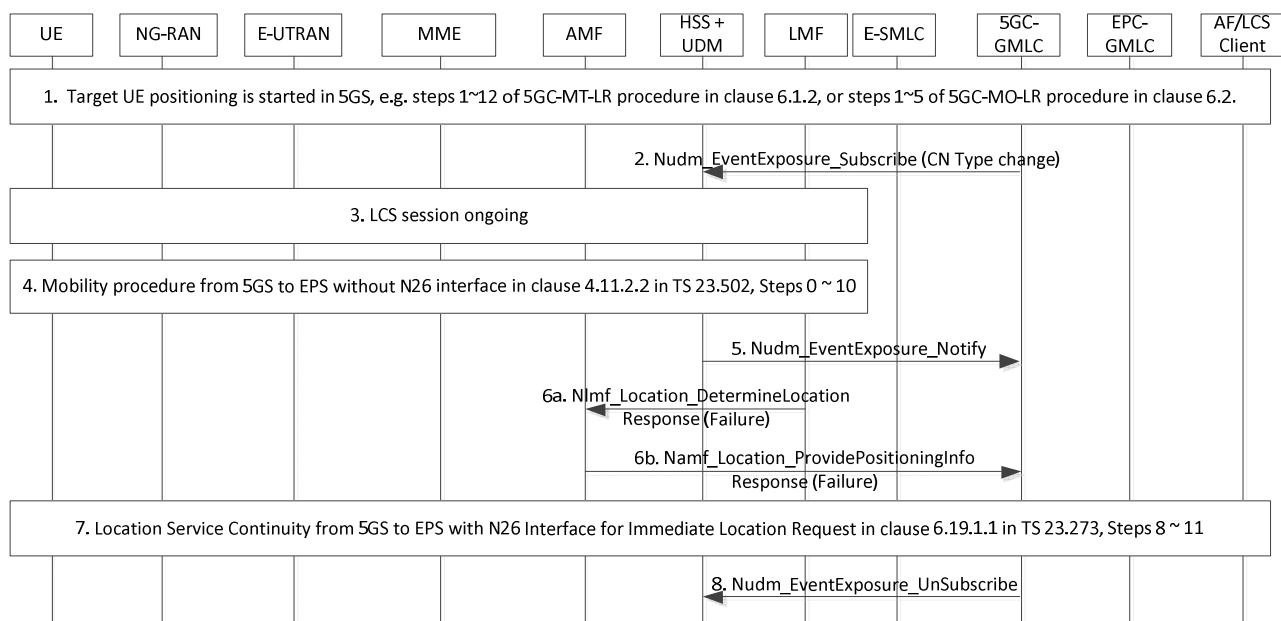 UE NG-RAN E-UTRAN MME AMF HSS + UDM LMF E-SMLC 5GC-GMLC EPC-GMLC AF/LCS Client
1. Target UE positioning is started in 5GS, e.g. steps 1~12 of 5GC-MT-LR procedure in clause 6.1.2, or steps 1~5 of 5GC-MO-LR procedure in clause 6.2.
2. Nudm_EventExposure_Subscribe (CN Type change)
3. LCS session ongoing
4. Mobility procedure from 5GS to EPS without N26 interface in clause 4.11.2.2 in TS 23.502, Steps 0 ~ 10
5. Nudm_EventExposure_Notify
6a. Nlmf_Location_DetermineLocation
Response (Failure)
6b. Namf_Location_ProvidePositioningInfo
Response (Failure)
7. Location Service Continuity from 5GS to EPS with N26 Interface for Immediate Location Request in clause 6.19.1.1 in TS 23.273, Steps 8 ~ 11
8. Nudm_EventExposure_UnSubscribe